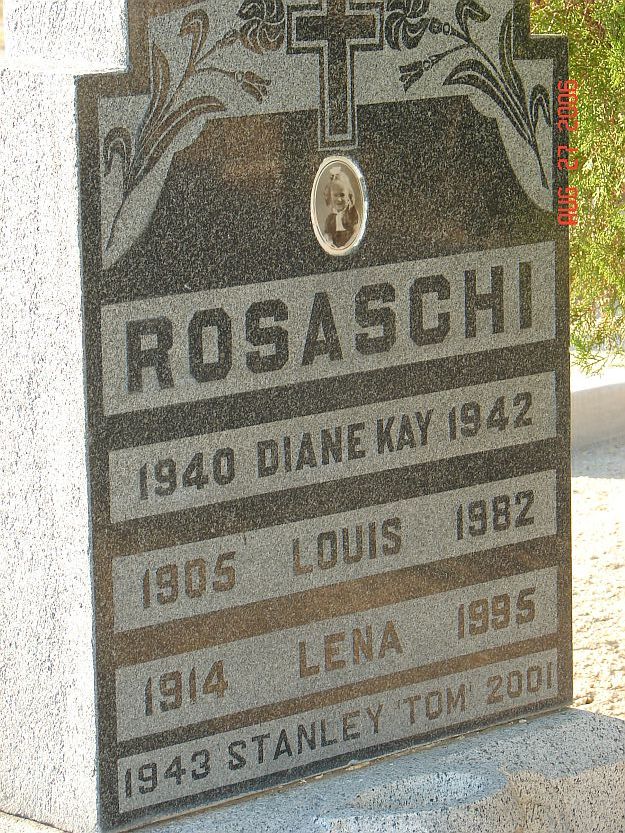 ROSASCHI
1940 DIANE KAY 1942
1905 LOUIS 1982
1914 LENA 1995
1943 STANLEY 'TOM' 2001
AUG 27 2006